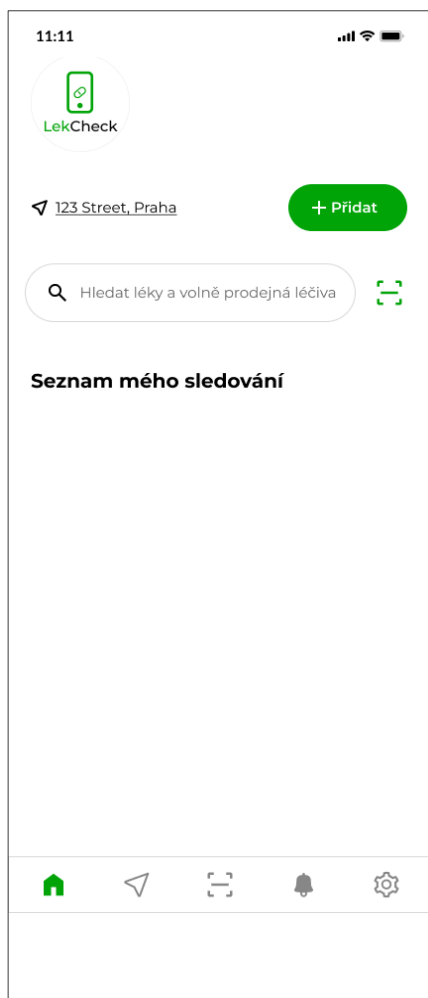 11:11
LekCheck
123 Street, Praha
+ Přidat
Hledat léky a volně prodejná léčiva
Seznam mého sledování